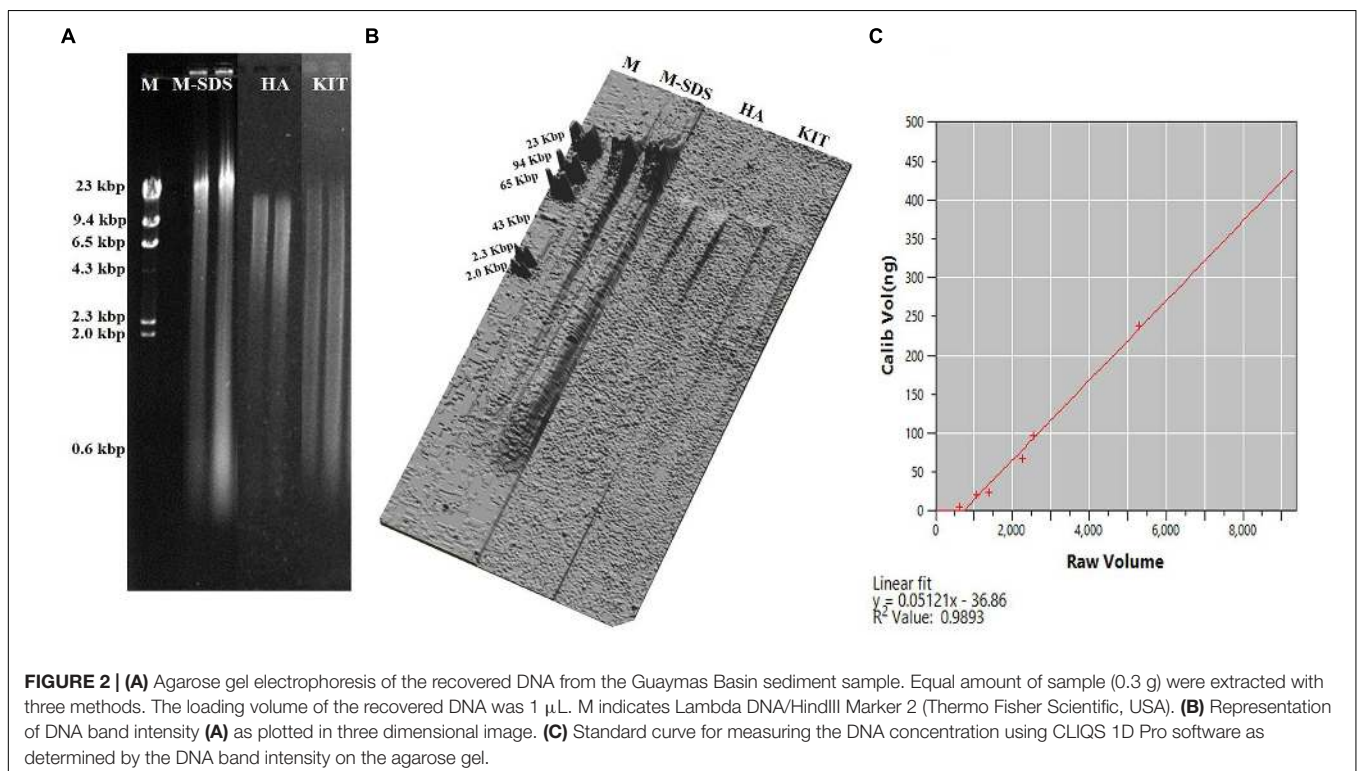 A
M M-SDS HA KIT
23 kbp
9.4 kbp
6.5 kbp
4.3 kbp
2.3 kbp
2.0 kbp
0.6 kbp
B
M
M-SDS
HA
KIT
23 Kbp
94 Kbp
65 Kbp
43 Kbp
2.3 Kbp
2.0 Kbp
C
500
450
400
350
300
250
200
150
100
50
0
Calib Vol(ng)
0 2,000 4,000 6,000 8,000
Raw Volume
Linear fit
y = 0.05121x - 36.86
R² Value: 0.9893
FIGURE 2 | (A) Agarose gel electrophoresis of the recovered DNA from the Guaymas Basin sediment sample. Equal amount of sample (0.3 g) were extracted with
three methods. The loading volume of the recovered DNA was 1 μL. M indicates Lambda DNA/HindIII Marker 2 (Thermo Fisher Scientific, USA). (B) Representation
of DNA band intensity (A) as plotted in three dimensional image. (C) Standard curve for measuring the DNA concentration using CLIQS 1D Pro software as
determined by the DNA band intensity on the agarose gel.